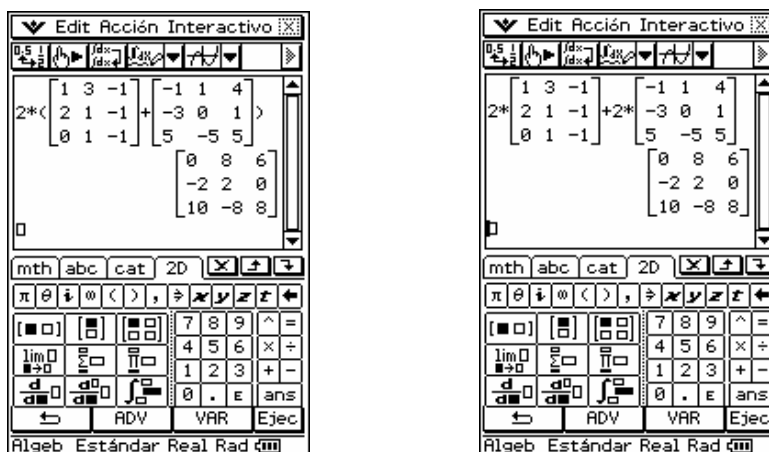 Edit Acción Interactivo
2*([1 3 -1; 2 1 -1; 0 1 -1]+[-1 1 4; -3 0 1; 5 -5 5])
[0 8 6; -2 2 0; 10 -8 8]
mth abc cat 2D
π θ i ∞ ( ) , ⇒ x y z t
7 8 9 ^ =
lim Σ Π 4 5 6 × ÷
1 2 3 + -
d/d d/d ∫ 0 . E ans
ADV VAR Ejec
Algeb Estándar Real Rad
Edit Acción Interactivo
2*[1 3 -1; 2 1 -1; 0 1 -1]+2*[-1 1 4; -3 0 1; 5 -5 5]
[0 8 6; -2 2 0; 10 -8 8]
mth abc cat 2D
π θ i ∞ ( ) , ⇒ x y z t
7 8 9 ^ =
lim Σ Π 4 5 6 × ÷
1 2 3 + -
d/d d/d ∫ 0 . E ans
ADV VAR Ejec
Algeb Estándar Real Rad